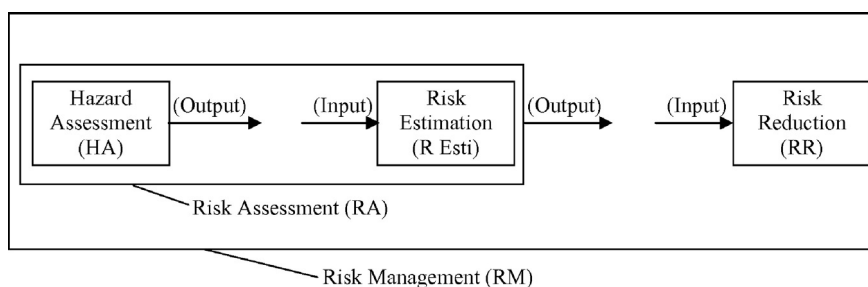 Hazard
Assessment
(HA)
(Output)
(Input)
Risk
Estimation
(R Esti)
(Output)
(Input)
Risk
Reduction
(RR)
Risk Assessment (RA)
Risk Management (RM)